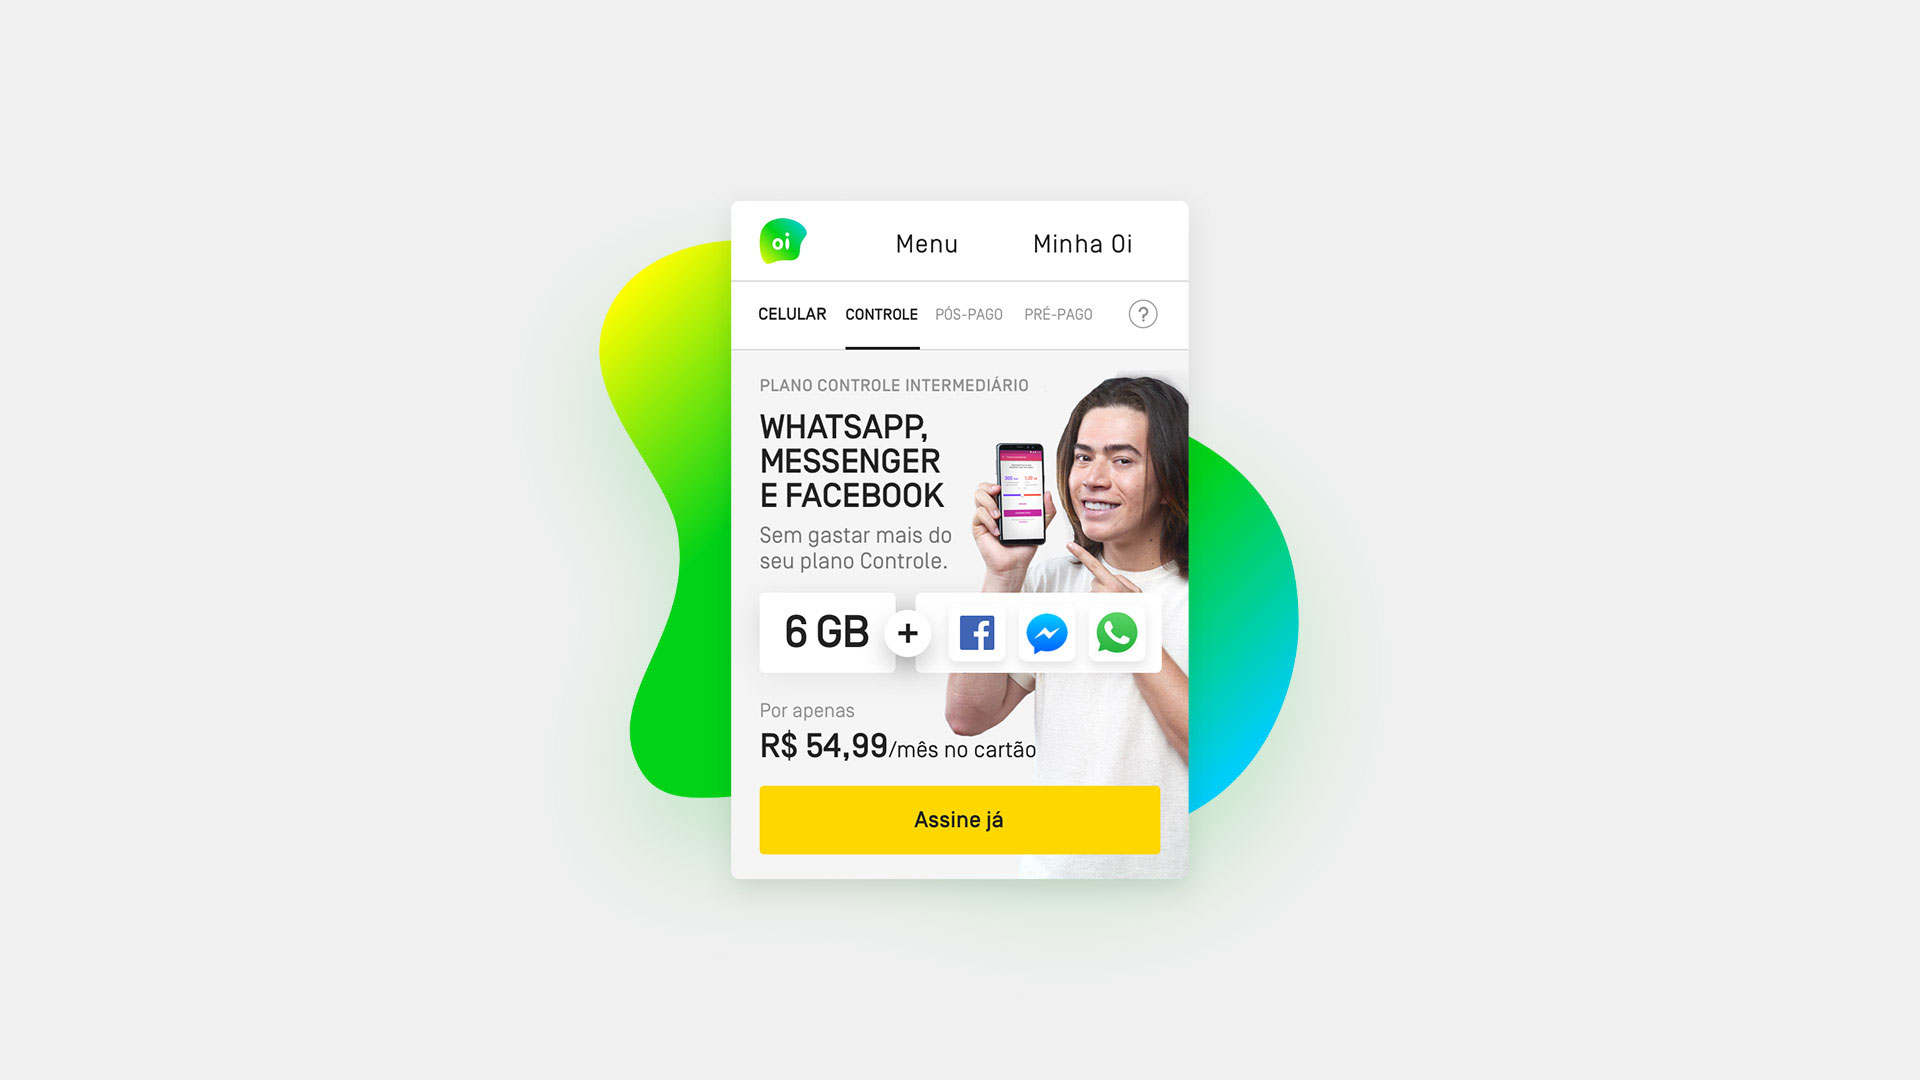 oi
Menu
Minha Oi
CELULAR
CONTROLE
PÓS-PAGO
PRÉ-PAGO
?
PLANO CONTROLE INTERMEDIÁRIO
WHATSAPP,
MESSENGER
E FACEBOOK
Sem gastar mais do
seu plano Controle.
6 GB
+
Por apenas
R$ 54,99/mês no cartão
Assine já